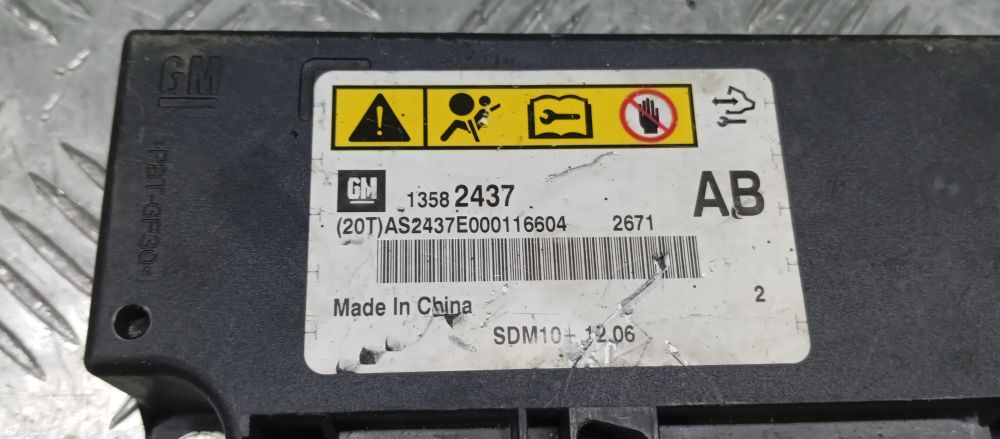 GM
>PBT-GF30<
GM 1358 2437 AB
(20T)AS2437E000116604 2671
Made In China 2
SDM10+ 12.06